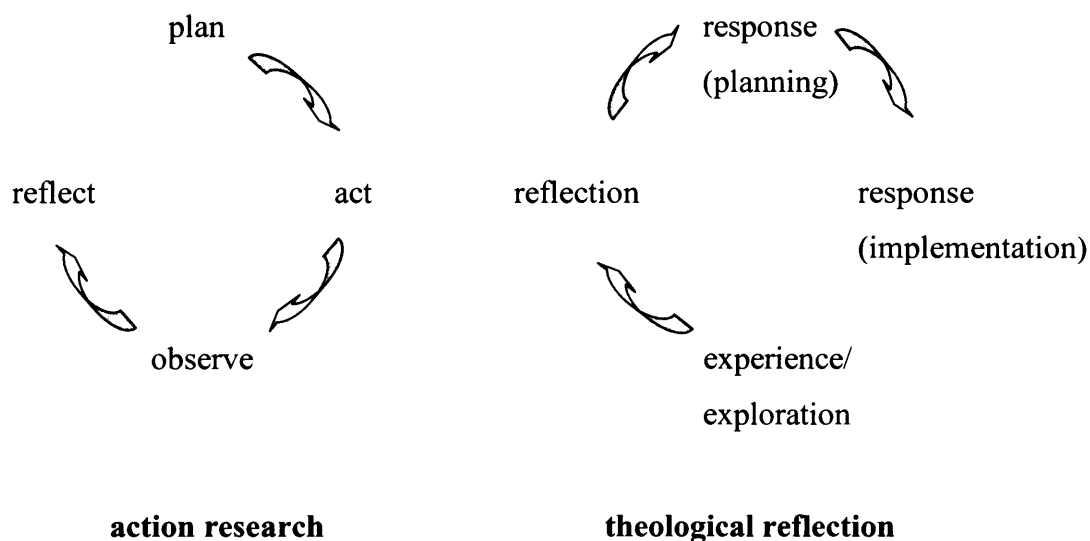 plan
reflect
act
observe
action research
response
(planning)
reflection
response
(implementation)
experience/
exploration
theological reflection